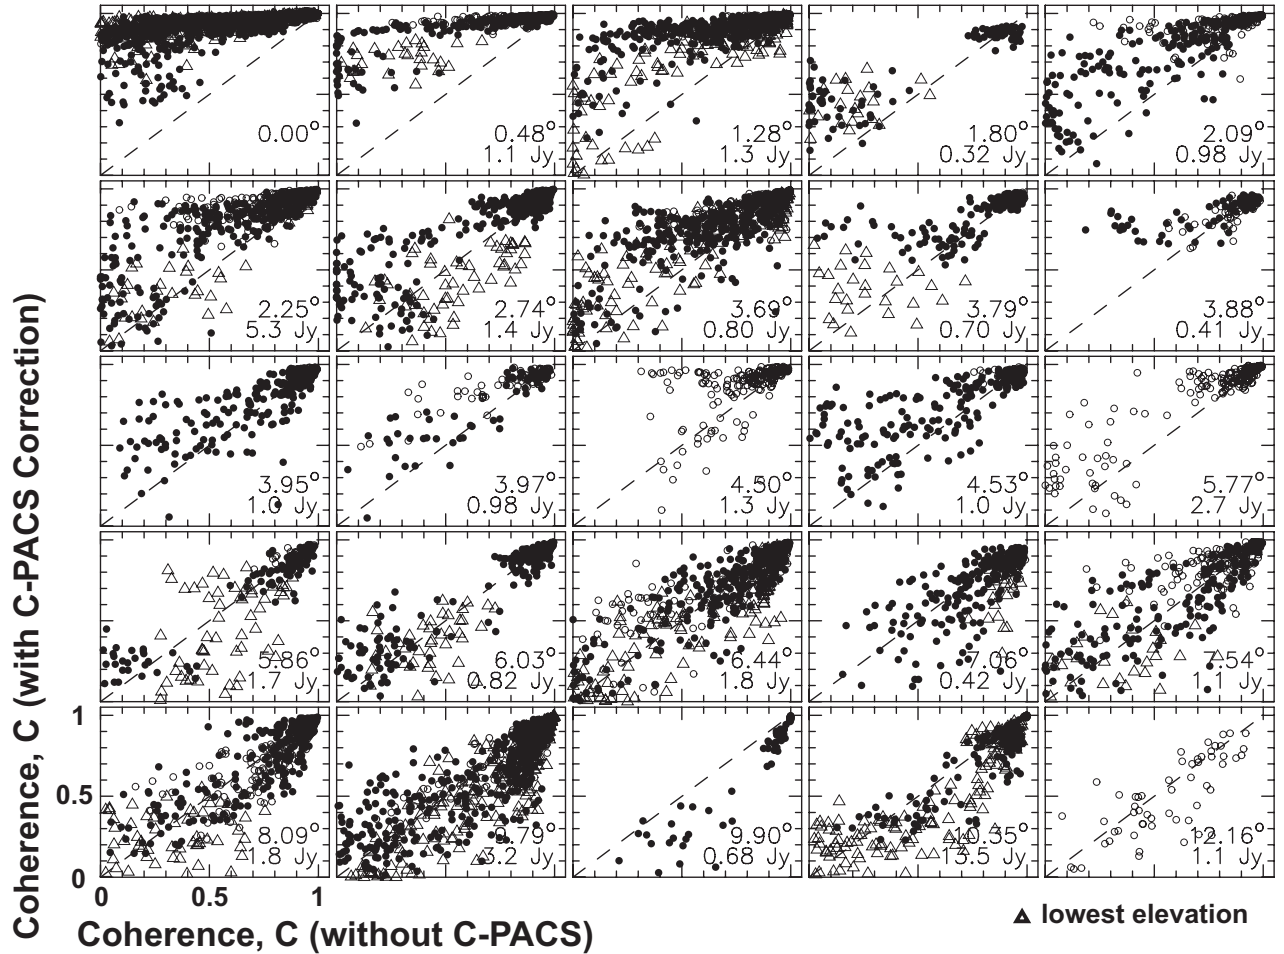 0.00°
0.48°
1.1 Jy
1.28°
1.3 Jy
1.80°
0.32 Jy
2.09°
0.98 Jy
2.25°
5.3 Jy
2.74°
1.4 Jy
3.69°
0.80 Jy
3.79°
0.70 Jy
3.88°
0.41 Jy
3.95°
1.0 Jy
3.97°
0.98 Jy
4.50°
1.3 Jy
4.53°
1.0 Jy
5.77°
2.7 Jy
5.86°
1.7 Jy
6.03°
0.82 Jy
6.44°
1.8 Jy
7.06°
0.42 Jy
7.54°
1.1 Jy
8.09°
1.8 Jy
3.2 Jy
9.90°
0.68 Jy
10.35°
13.5 Jy
12.16°
1.1 Jy
1
0.5
0
0 0.5 1
Coherence, C (with C-PACS Correction)
Coherence, C (without C-PACS)
lowest elevation